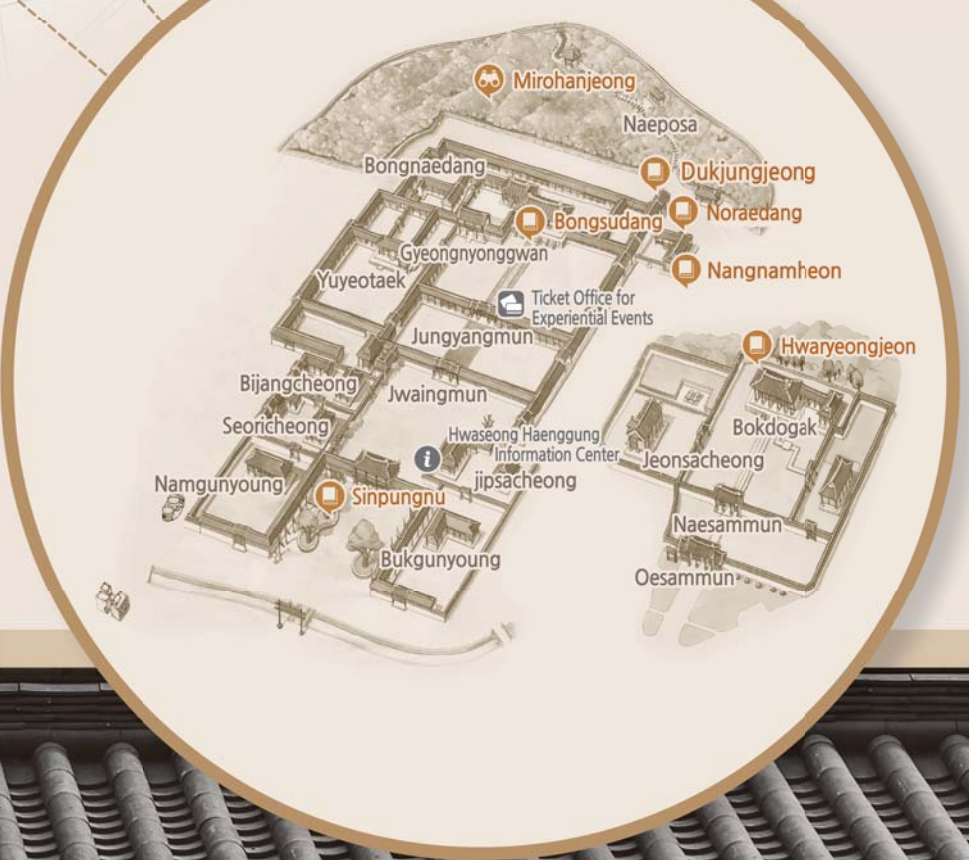 Mirohanjeong
Naeposa
Bongnaedang
Dukjungjeong
Bongsudang
Noraedang
Gyeongnyonggwan
Nangnamheon
Yuyeotaek
Ticket Office for
Experiential Events
Jungyangmun
Hwaryeongjeon
Bijangcheong
Jwaingmun
Seoricheong
Bokdogak
Hwaseong Haenggung
Information Center
Jeonsacheong
jipsacheong
Namgunyoung
Sinpungnu
Naesammun
Bukgunyoung
Oesammun